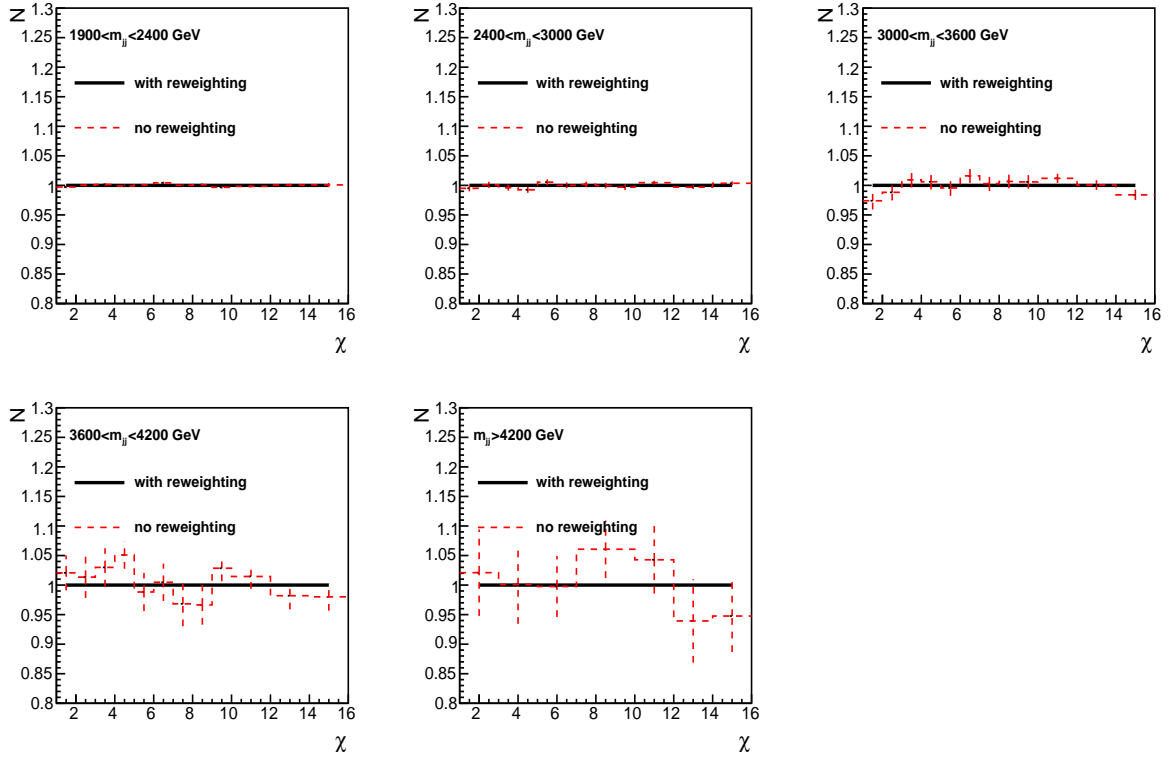 N
1.3
1.25
1.2
1.15
1.1
1.05
1
0.95
0.9
0.85
0.8
1900<m_jj<2400 GeV
with reweighting
no reweighting
2 4 6 8 10 12 14 16
χ
N
1.3
1.25
1.2
1.15
1.1
1.05
1
0.95
0.9
0.85
0.8
2400<m_jj<3000 GeV
with reweighting
no reweighting
2 4 6 8 10 12 14 16
χ
N
1.3
1.25
1.2
1.15
1.1
1.05
1
0.95
0.9
0.85
0.8
3000<m_jj<3600 GeV
with reweighting
no reweighting
2 4 6 8 10 12 14 16
χ
N
1.3
1.25
1.2
1.15
1.1
1.05
1
0.95
0.9
0.85
0.8
3600<m_jj<4200 GeV
with reweighting
no reweighting
2 4 6 8 10 12 14 16
χ
N
1.3
1.25
1.2
1.15
1.1
1.05
1
0.95
0.9
0.85
0.8
m_jj>4200 GeV
with reweighting
no reweighting
2 4 6 8 10 12 14 16
χ